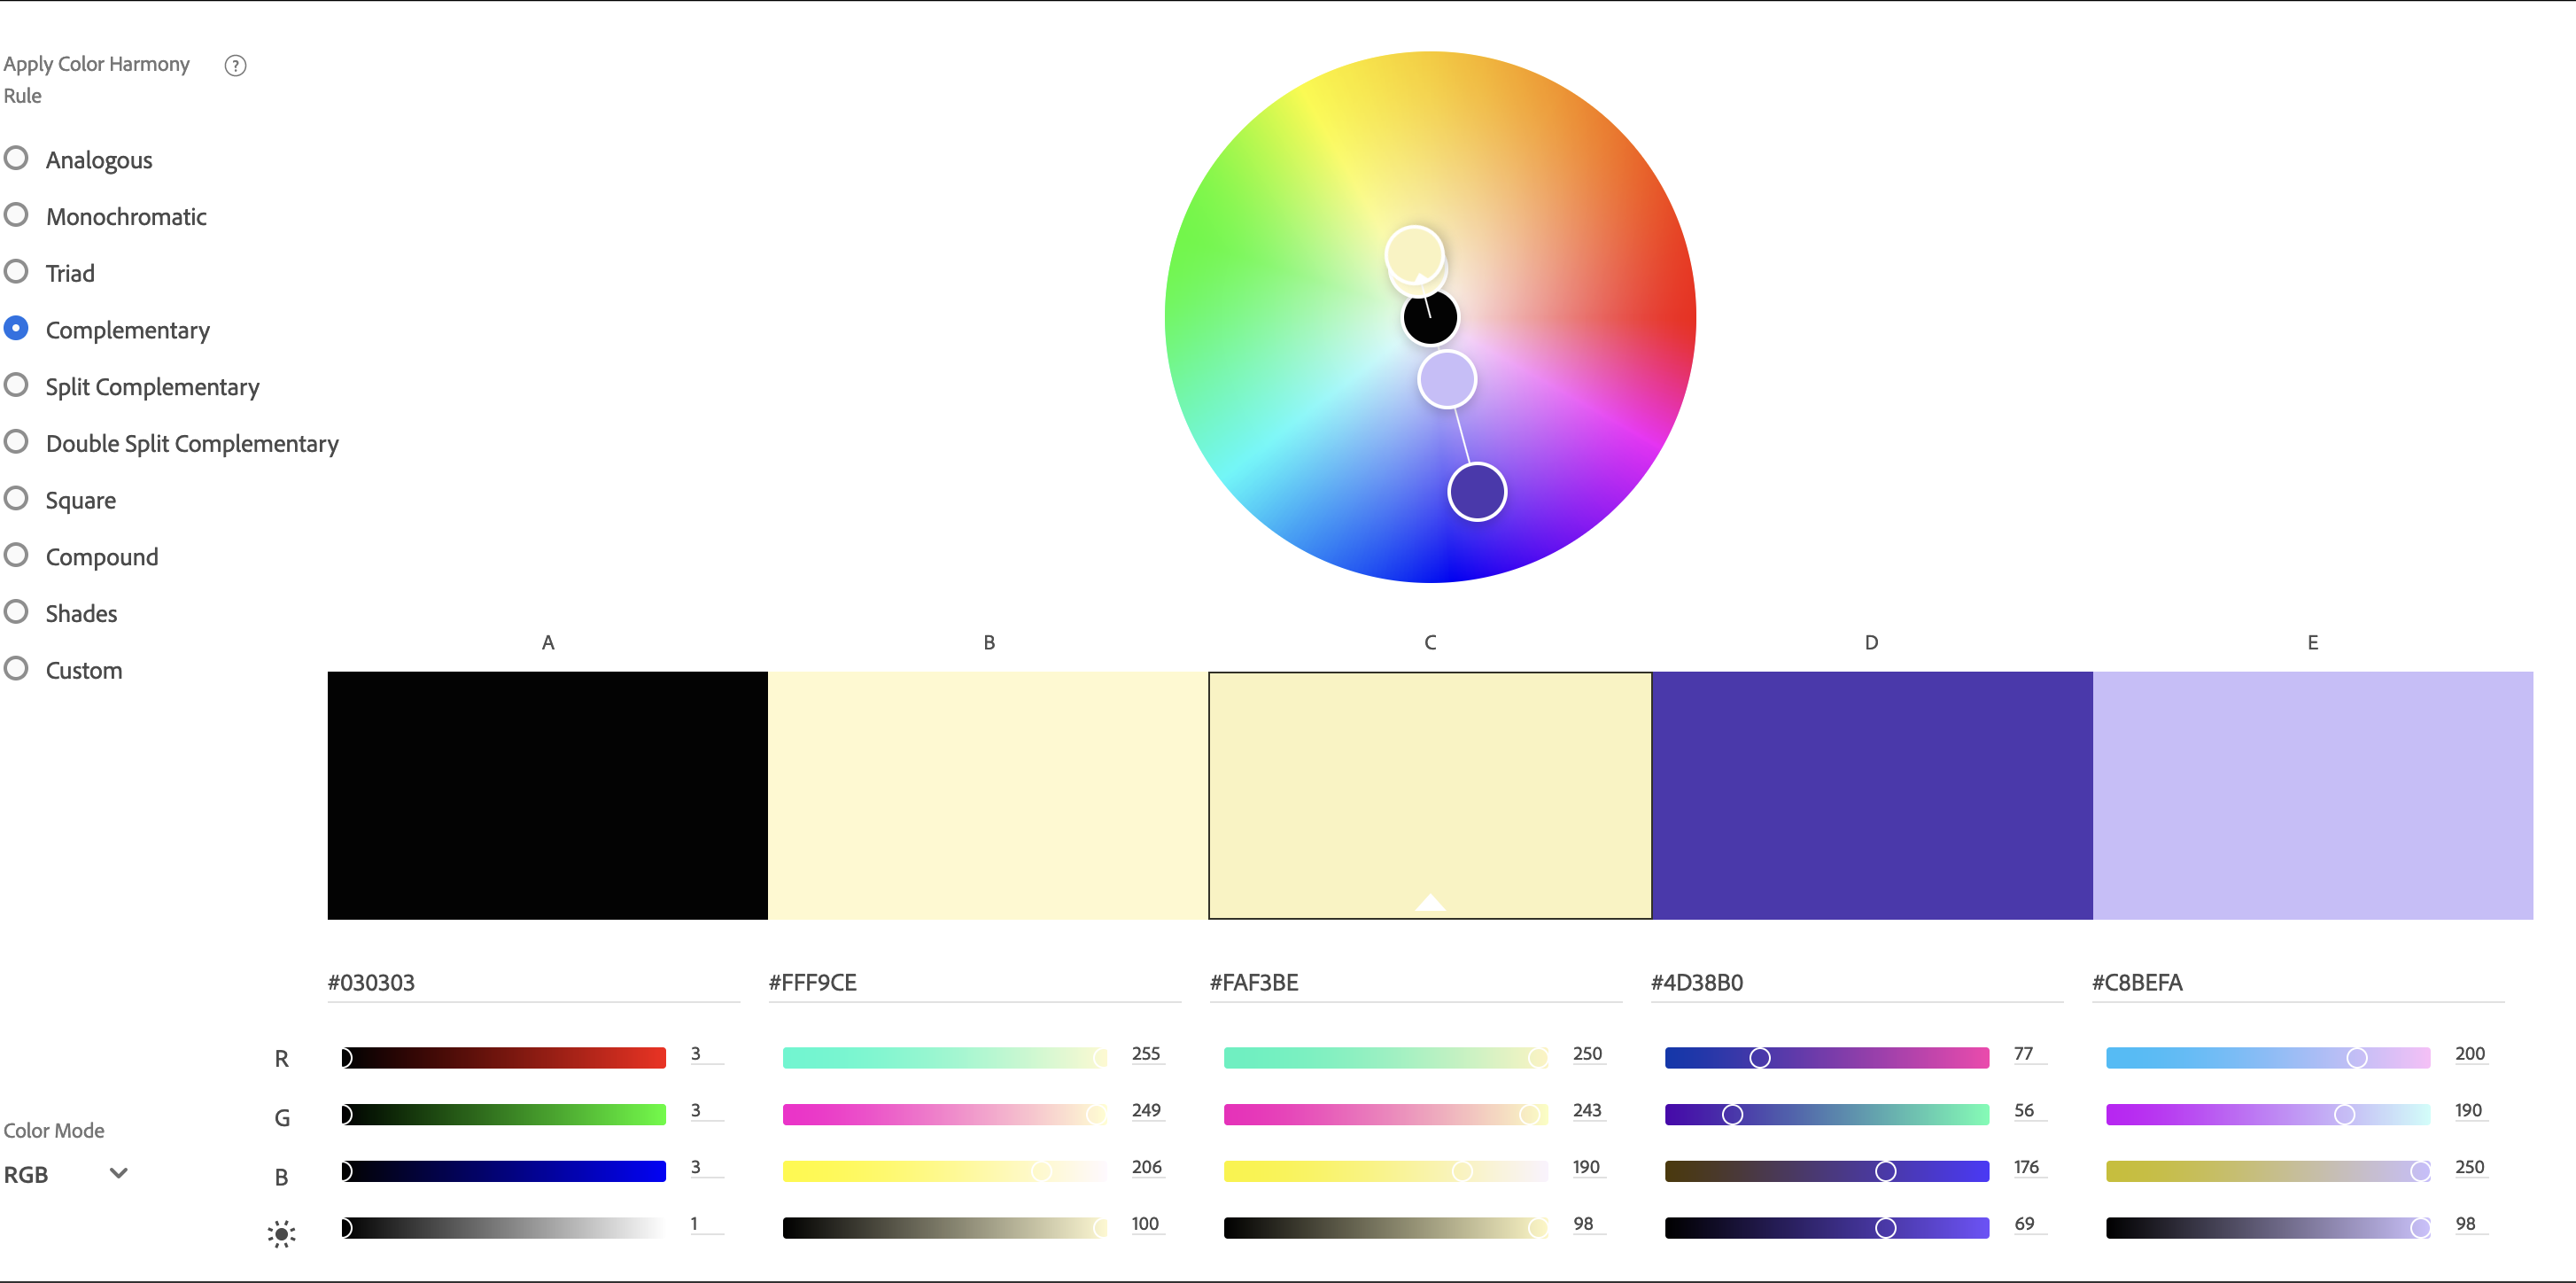 Apply Color Harmony
Rule
?
Analogous
Monochromatic
Triad
Complementary
Split Complementary
Double Split Complementary
Square
Compound
Shades
Custom
A B C D E
#030303 #FFF9CE #FAF3BE #4D38B0 #C8BEFA
R 3 255 250 77 200
G 3 249 243 56 190
Color Mode
RGB
B 3 206 190 176 250
1 100 98 69 98